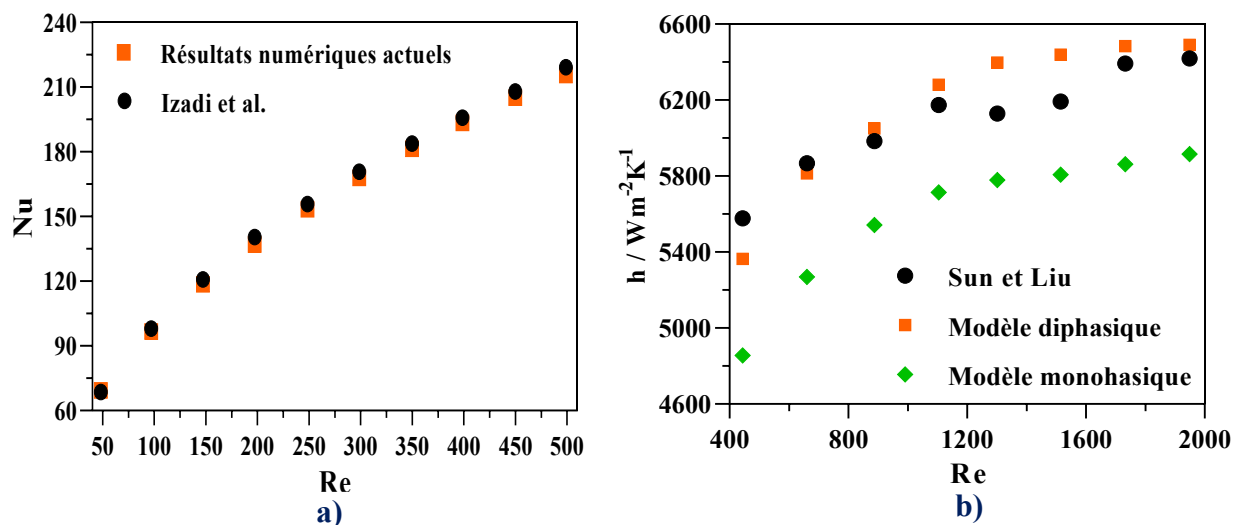 240
210
180
150
120
90
60
Nu
Résultats numériques actuels
Izadi et al.
50 100 150 200 250 300 350 400 450 500
Re
a)
6600
6200
5800
5400
5000
4600
h / Wm-2K-1
Sun et Liu
Modèle diphasique
Modèle monohasique
400 800 1200 1600 2000
Re
b)